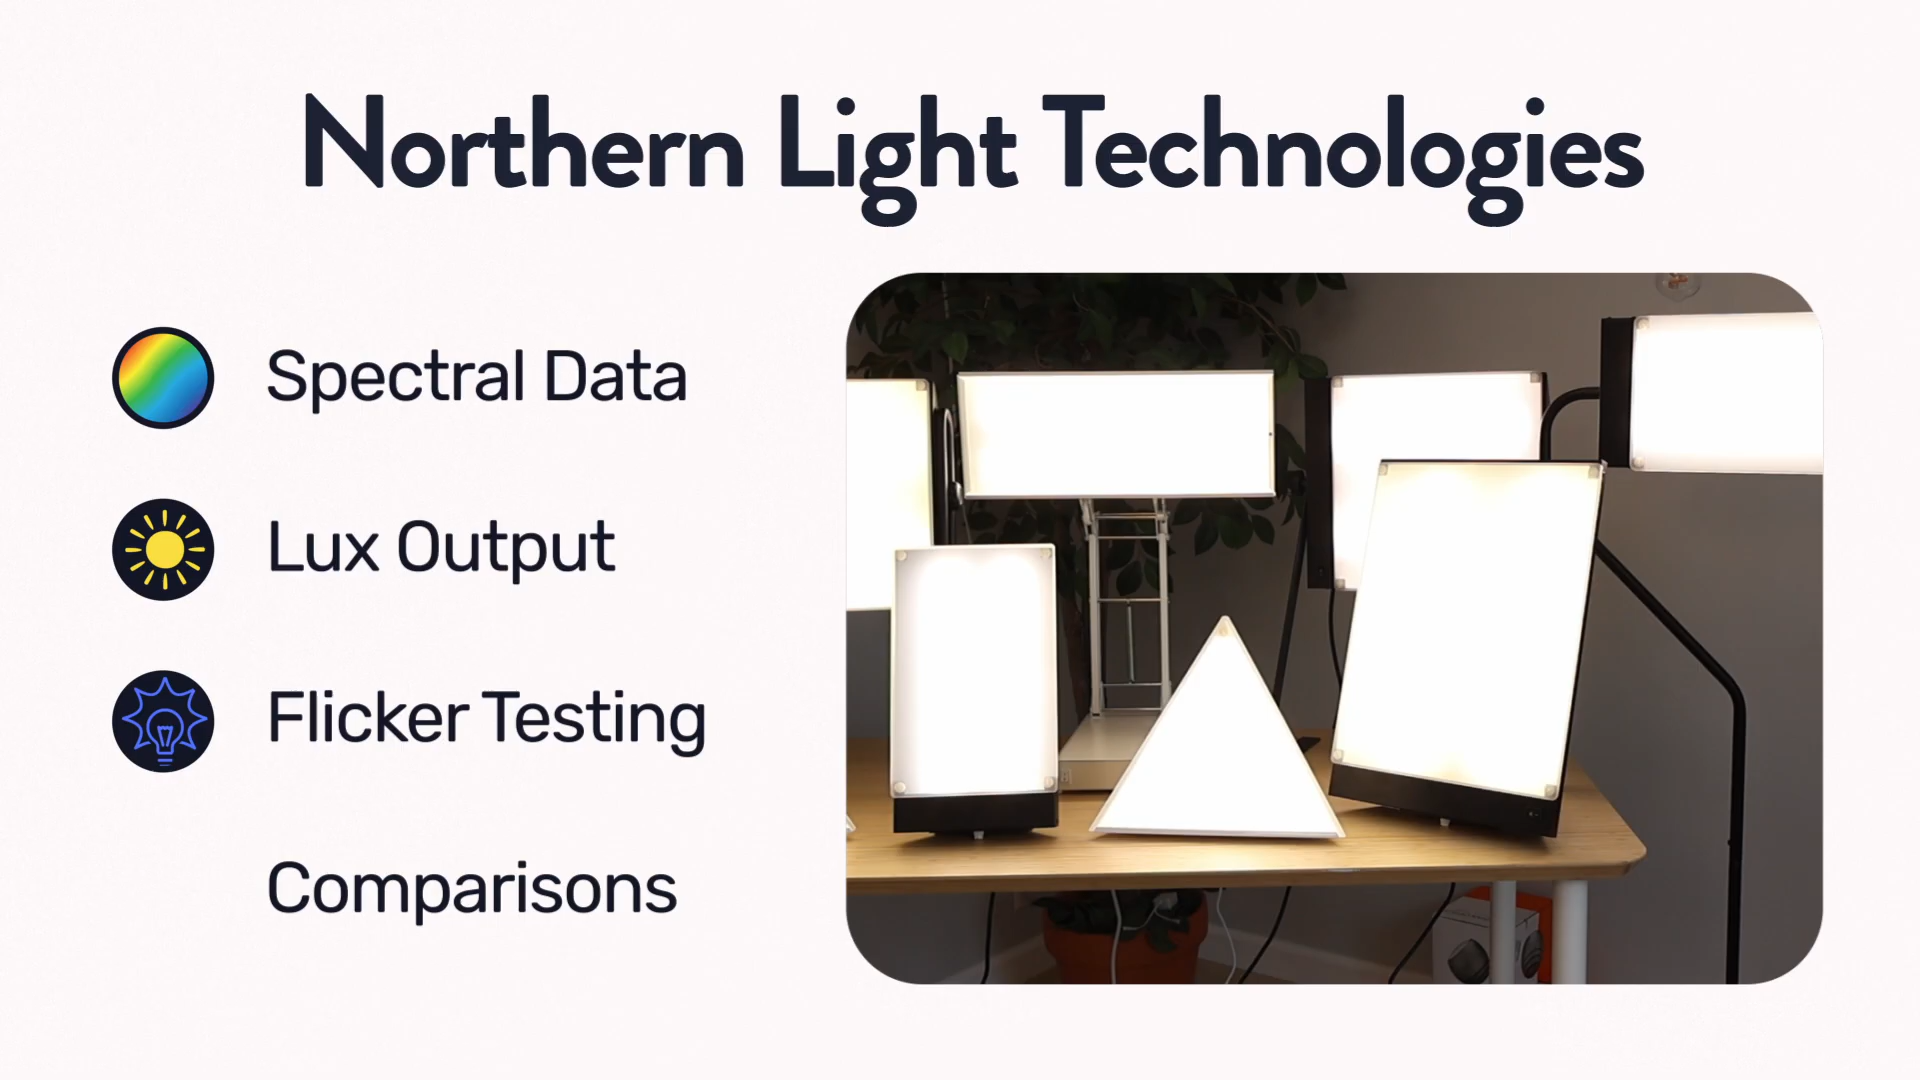 Northern Light Technologies
Spectral Data
Lux Output
Flicker Testing
Comparisons